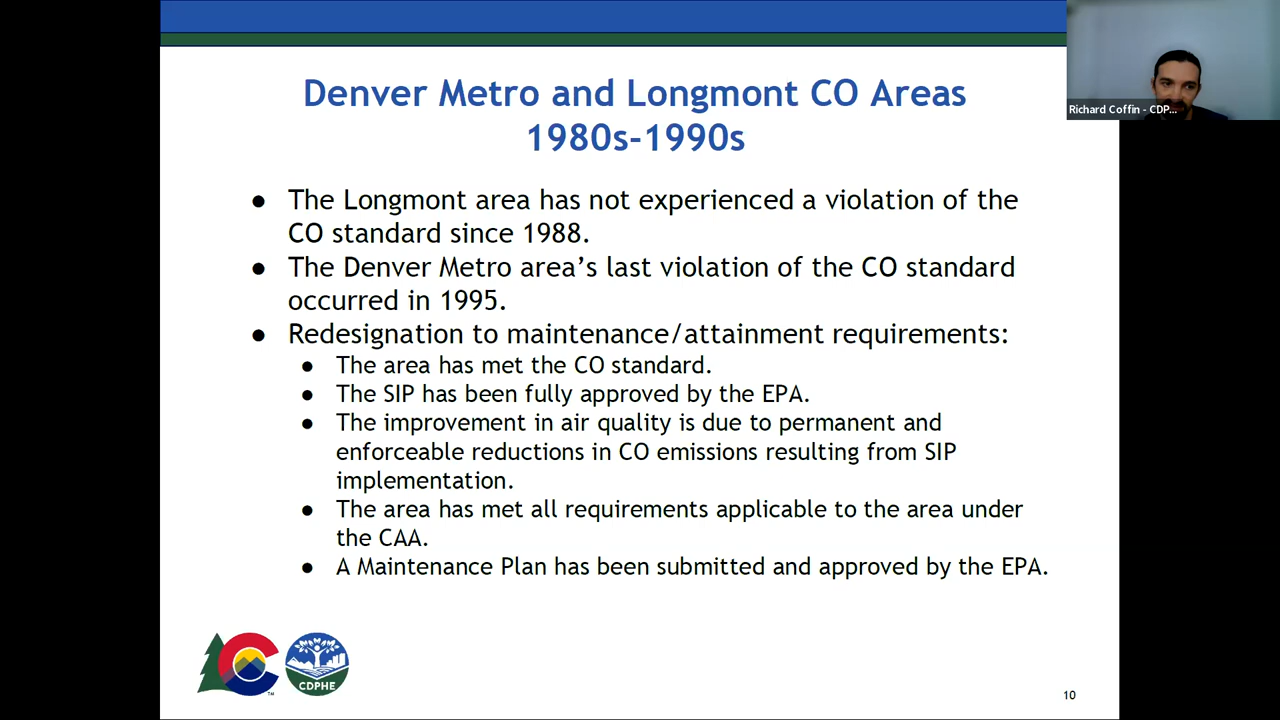 Denver Metro and Longmont CO Areas
1980s-1990s
Richard Coffin - CDP...
● The Longmont area has not experienced a violation of the
CO standard since 1988.
● The Denver Metro area’s last violation of the CO standard
occurred in 1995.
● Redesignation to maintenance/attainment requirements:
● The area has met the CO standard.
● The SIP has been fully approved by the EPA.
● The improvement in air quality is due to permanent and
enforceable reductions in CO emissions resulting from SIP
implementation.
● The area has met all requirements applicable to the area under
the CAA.
● A Maintenance Plan has been submitted and approved by the EPA.
C
TM
CDPHE
10